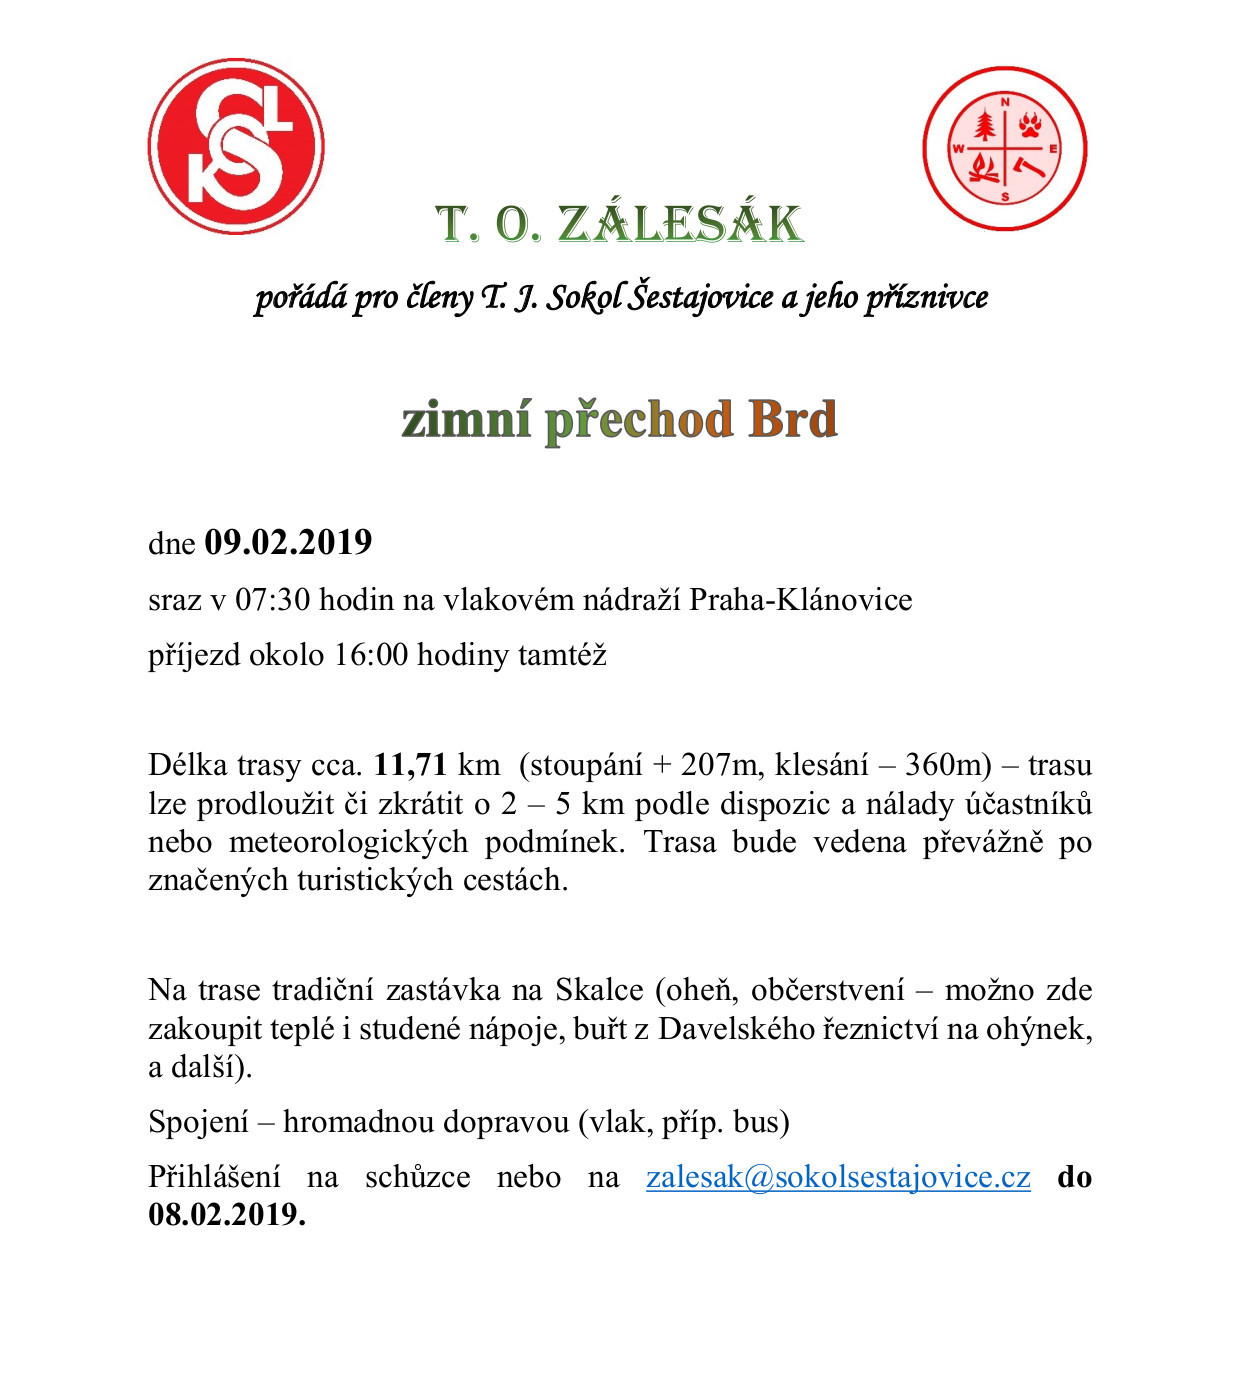 SOKOL
N
W E
S
T. O. ZÁLESÁK
pořádá pro členy T. J. Sokol Šestajovice a jeho příznivce
zimní přechod Brd
dne 09.02.2019
sraz v 07:30 hodin na vlakovém nádraží Praha-Klánovice
příjezd okolo 16:00 hodiny tamtéž
Délka trasy cca. 11,71 km (stoupání + 207m, klesání – 360m) – trasu
lze prodloužit či zkrátit o 2 – 5 km podle dispozic a nálady účastníků
nebo meteorologických podmínek. Trasa bude vedena převážně po
značených turistických cestách.
Na trase tradiční zastávka na Skalce (oheň, občerstvení – možno zde
zakoupit teplé i studené nápoje, buřt z Davelského řeznictví na ohýnek,
a další).
Spojení – hromadnou dopravou (vlak, příp. bus)
Přihlášení na schůzce nebo na zalesak@sokolsestajovice.cz do
08.02.2019.